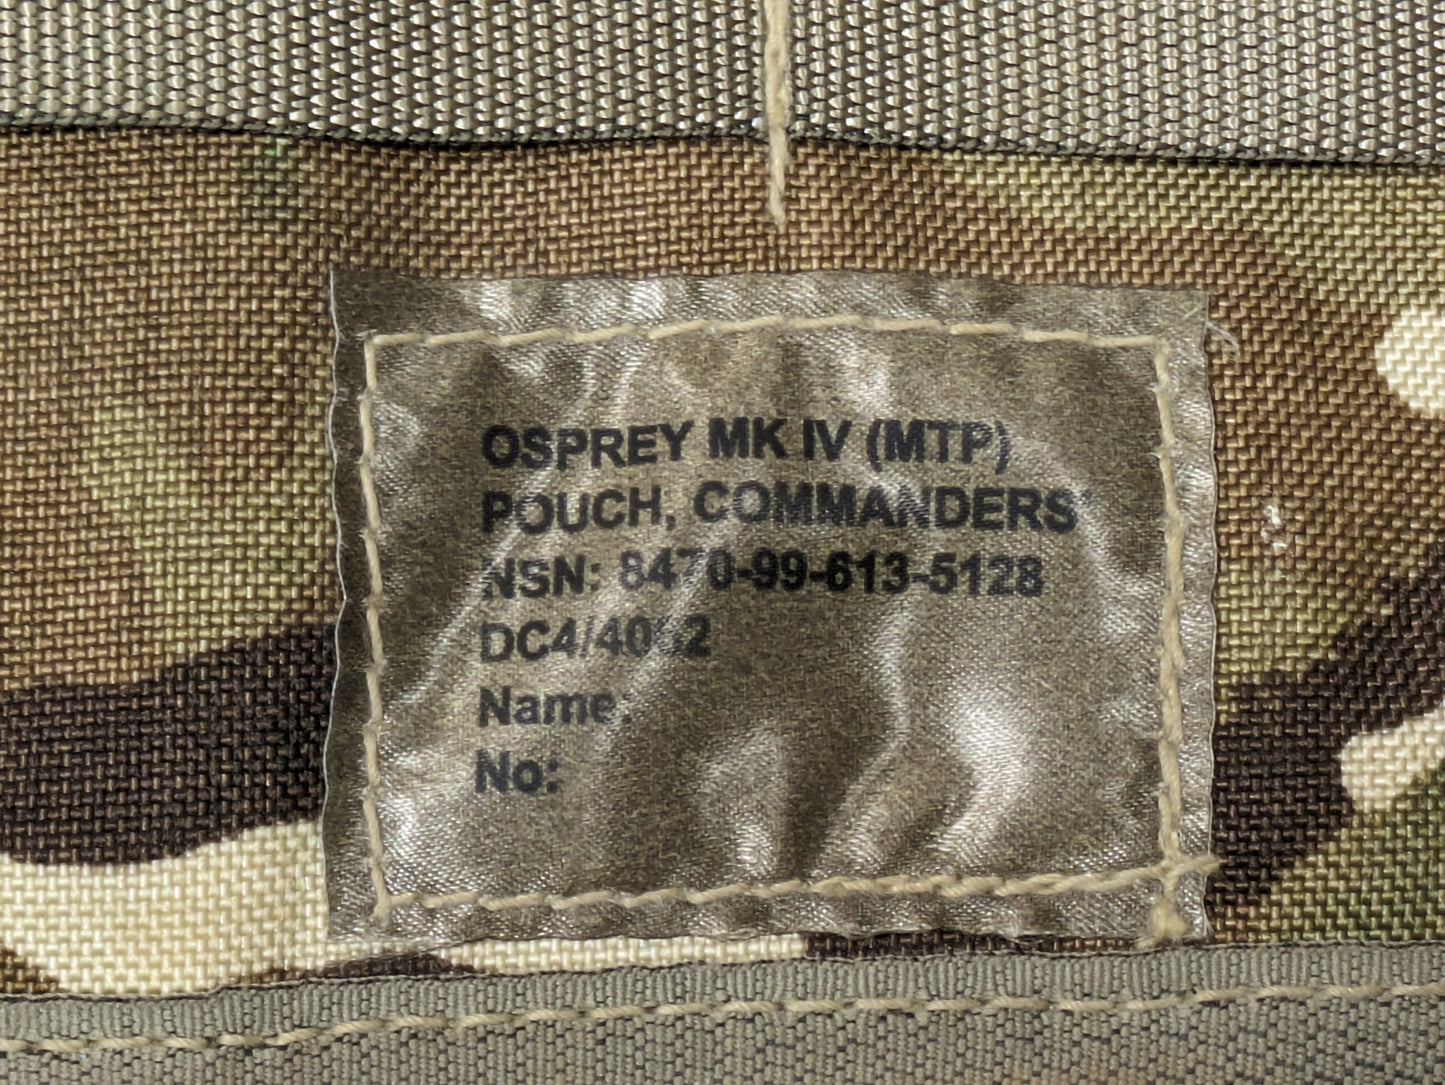 OSPREY MK IV (MTP)
POUCH, COMMANDERS'
NSN: 8470-99-613-5128
Name:
No: